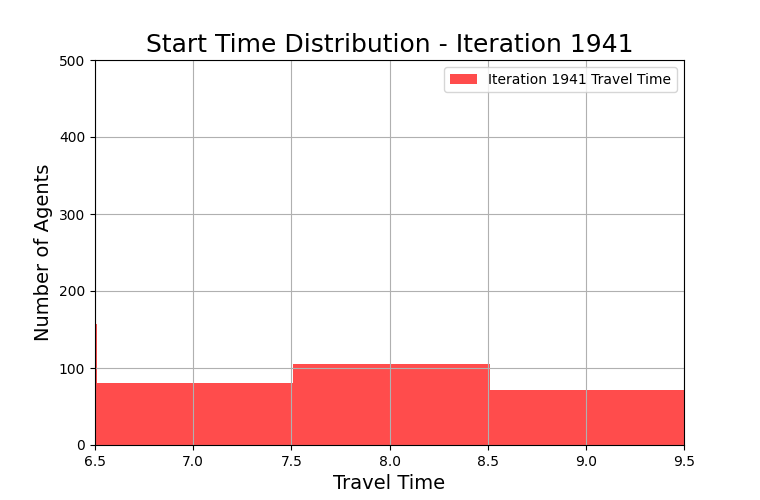 Start Time Distribution - Iteration 1941
Iteration 1941 Travel Time
Number of Agents
500
400
300
200
100
0
6.5 7.0 7.5 8.0 8.5 9.0 9.5
Travel Time